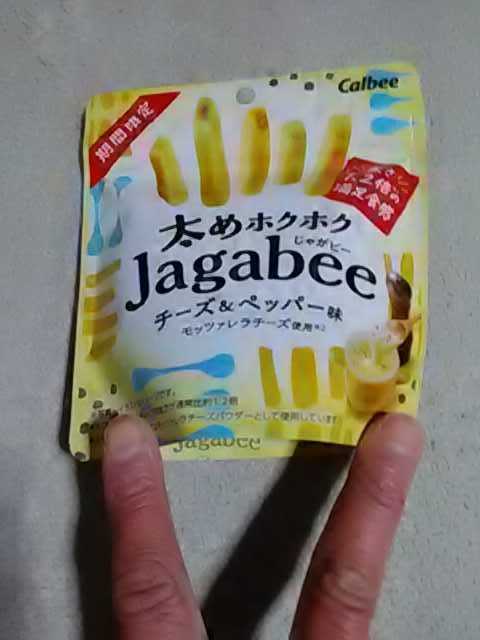 Calbee
期間限定
太めホクホク
じゃがビー
Jagabee
チーズ&ペッパー味
モッツァレラチーズ使用※2
Jagabee